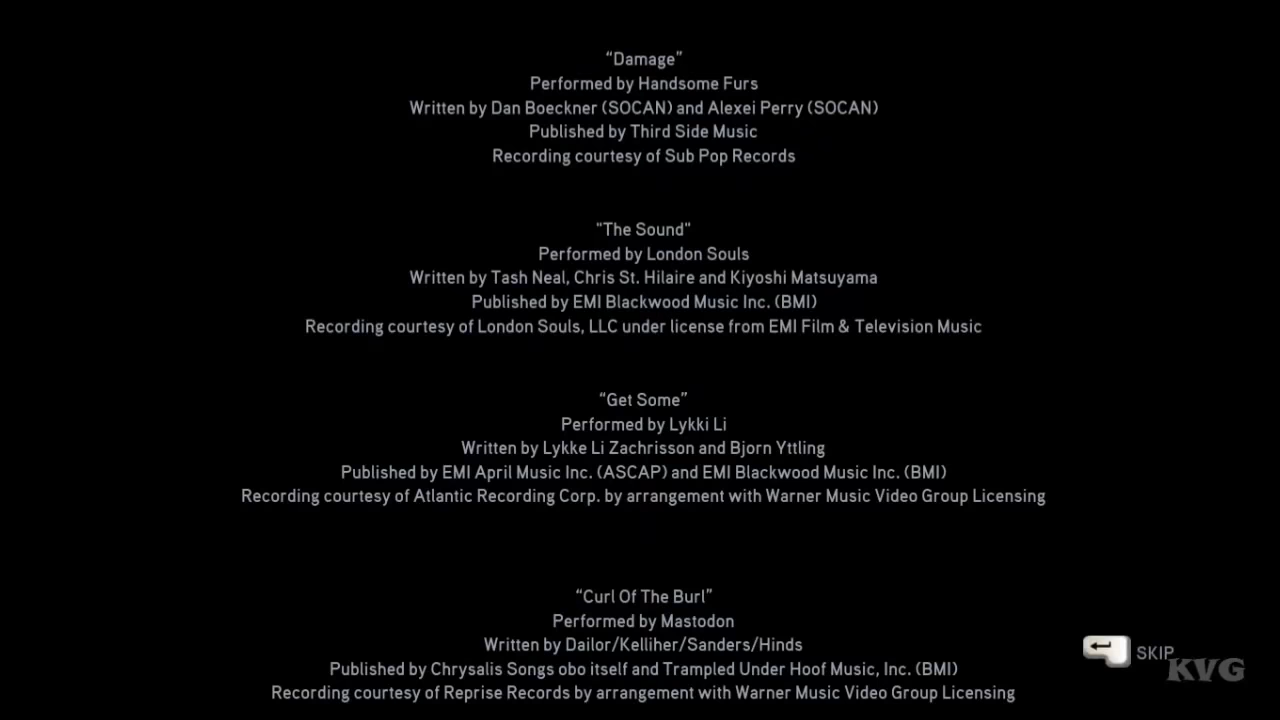 “Damage”
Performed by Handsome Furs
Written by Dan Boeckner (SOCAN) and Alexei Perry (SOCAN)
Published by Third Side Music
Recording courtesy of Sub Pop Records
"The Sound"
Performed by London Souls
Written by Tash Neal, Chris St. Hilaire and Kiyoshi Matsuyama
Published by EMI Blackwood Music Inc. (BMI)
Recording courtesy of London Souls, LLC under license from EMI Film & Television Music
“Get Some”
Performed by Lykki Li
Written by Lykke Li Zachrisson and Bjorn Yttling
Published by EMI April Music Inc. (ASCAP) and EMI Blackwood Music Inc. (BMI)
Recording courtesy of Atlantic Recording Corp. by arrangement with Warner Music Video Group Licensing
“Curl Of The Burl”
Performed by Mastodon
Written by Dailor/Kelliher/Sanders/Hinds
Published by Chrysalis Songs obo itself and Trampled Under Hoof Music, Inc. (BMI)
Recording courtesy of Reprise Records by arrangement with Warner Music Video Group Licensing
SKIP
KVG